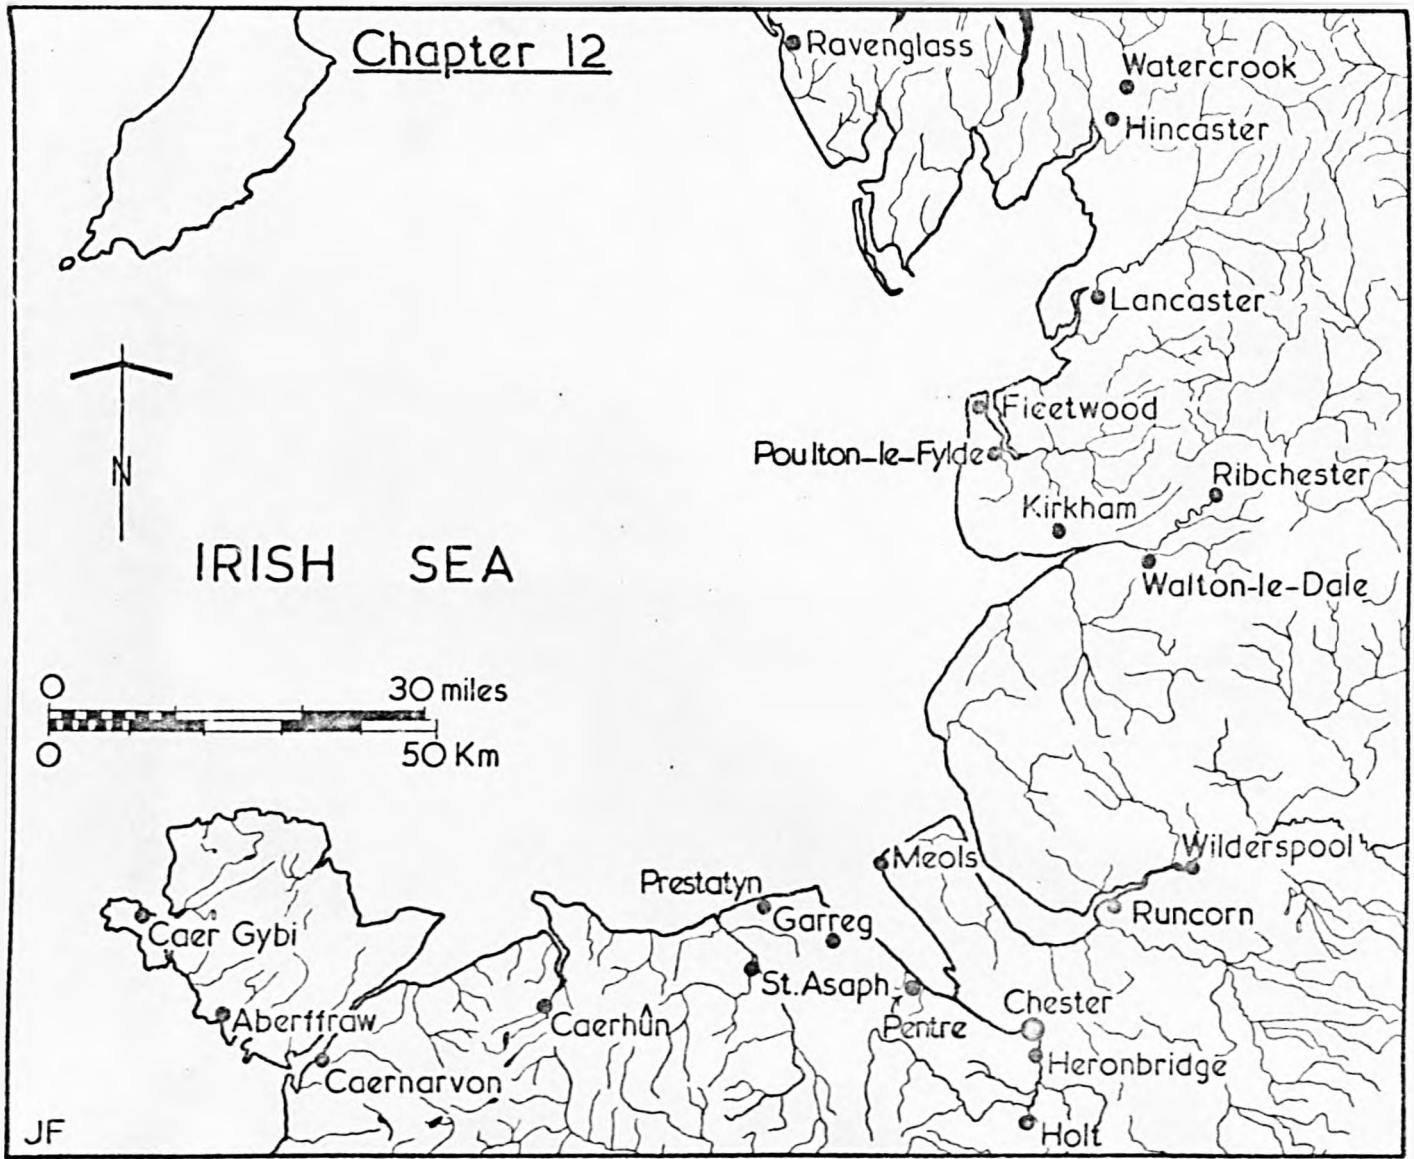 Chapter 12
Ravenglass
Watercrook
Hincaster
Lancaster
Fleetwood
Poulton-le-Fylde
Ribchester
Kirkham
Walton-le-Dale
N
IRISH SEA
0 30 miles
0 50 Km
Wilderspool
Meols
Prestatyn
Runcorn
Garreg
Caer Gybi
St. Asaph
Chester
Aberffraw
Caerhûn
Pentre
Heronbridge
Caernarvon
JF
Holt